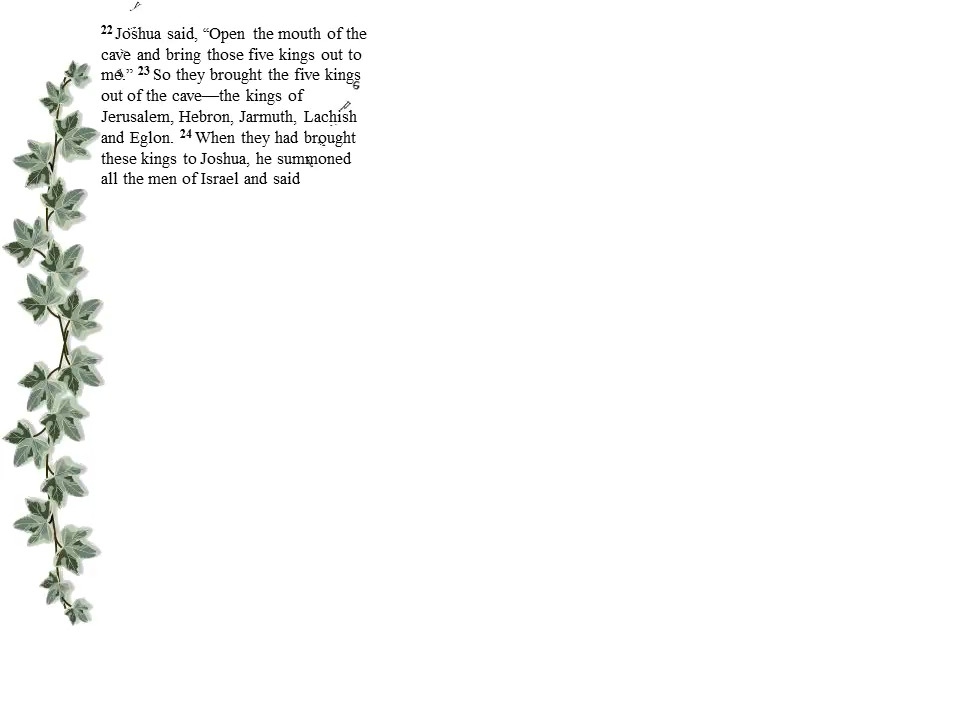 22 Joshua said, “Open the mouth of the
cave and bring those five kings out to
me.” 23 So they brought the five kings
out of the cave—the kings of
Jerusalem, Hebron, Jarmuth, Lachish
and Eglon. 24 When they had brought
these kings to Joshua, he summoned
all the men of Israel and said